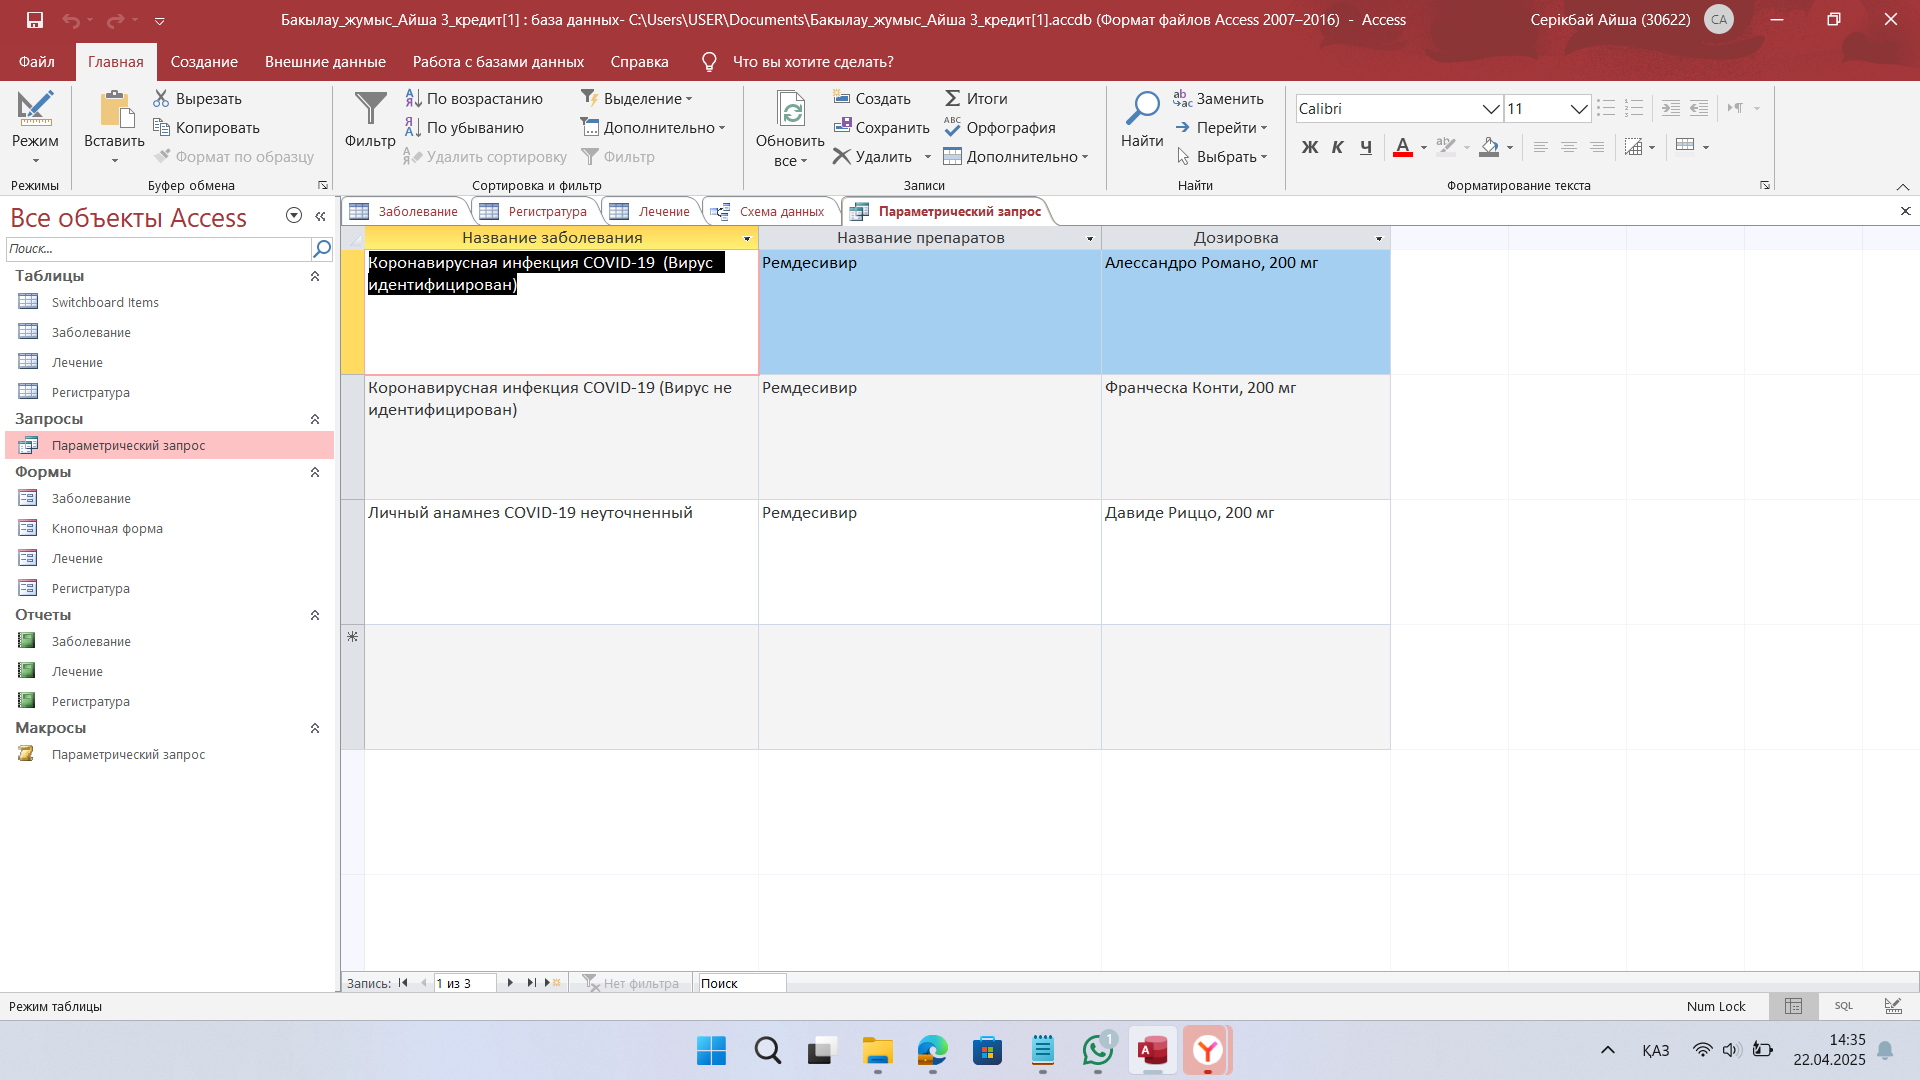 Бакылау_жумыс_Айша 3_кредит[1] : база данных- C:\Users\USER\Documents\Бакылау_жумыс_Айша 3_кредит[1].accdb (Формат файлов Access 2007–2016) - Access
Серікбай Айша (30622)
СА
Файл
Главная
Создание
Внешние данные
Работа с базами данных
Справка
Что вы хотите сделать?
Режим
Режимы
Вставить
Вырезать
Копировать
Формат по образцу
Буфер обмена
Фильтр
По возрастанию
По убыванию
Удалить сортировку
Выделение
Дополнительно
Фильтр
Сортировка и фильтр
Обновить
все
Создать
Сохранить
Удалить
Итоги
Орфография
Дополнительно
Записи
Найти
Заменить
Перейти
Выбрать
Найти
Calibri
11
Ж К Ч
Форматирование текста
Все объекты Access
Поиск...
Таблицы
Switchboard Items
Заболевание
Лечение
Регистратура
Запросы
Параметрический запрос
Формы
Заболевание
Кнопочная форма
Лечение
Регистратура
Отчеты
Заболевание
Лечение
Регистратура
Макросы
Параметрический запрос
Заболевание
Регистратура
Лечение
Схема данных
Параметрический запрос
Название заболевания
Название препаратов
Дозировка
Коронавирусная инфекция COVID-19 (Вирус
идентифицирован)
Ремдесивир
Алессандро Романо, 200 мг
Коронавирусная инфекция COVID-19 (Вирус не
идентифицирован)
Ремдесивир
Франческа Конти, 200 мг
Личный анамнез COVID-19 неуточненный
Ремдесивир
Давиде Риццо, 200 мг
Запись:
1 из 3
Нет фильтра
Поиск
Режим таблицы
Num Lock
SQL
1
ҚАЗ
14:35
22.04.2025